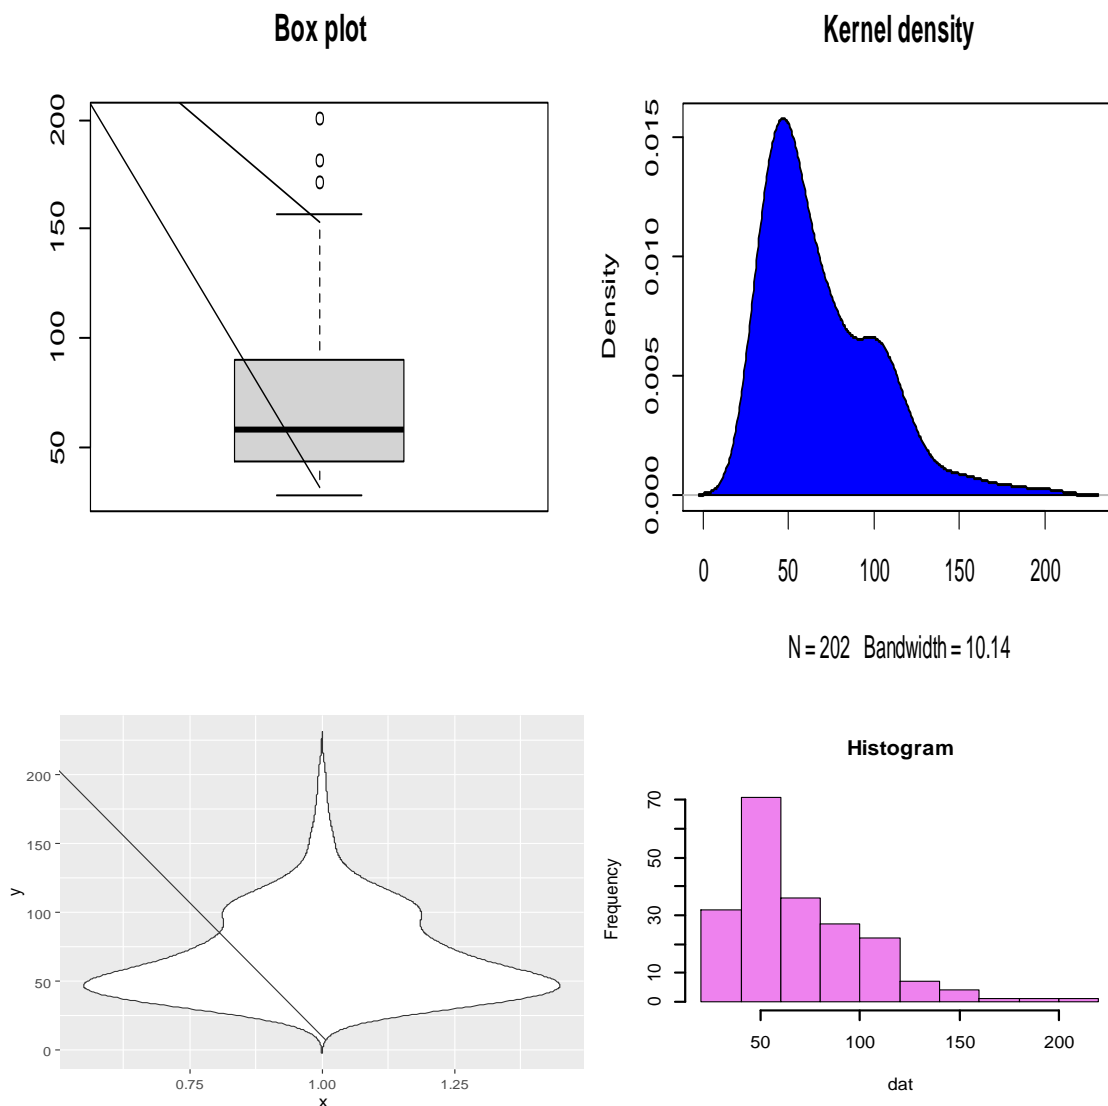 Box plot
200
150
100
50
Kernel density
Density
0.015
0.010
0.005
0.000
0 50 100 150 200
N = 202 Bandwidth = 10.14
y
200
150
100
50
0
0.75 1.00 1.25
x
Histogram
Frequency
70
50
30
10
0
50 100 150 200
dat